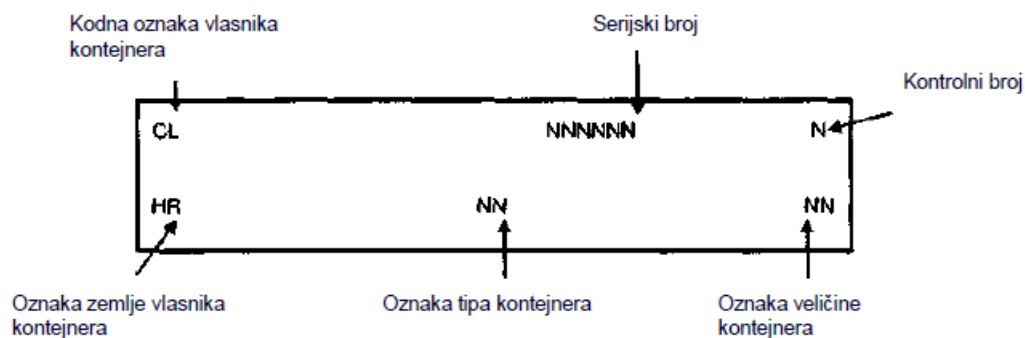 Kodna oznaka vlasnika
kontejnera
Serijski broj
Kontrolni broj
CL
NNNNNN
N
HR
NN
NN
Oznaka zemlje vlasnika
kontejnera
Oznaka tipa kontejnera
Oznaka veličine
kontejnera